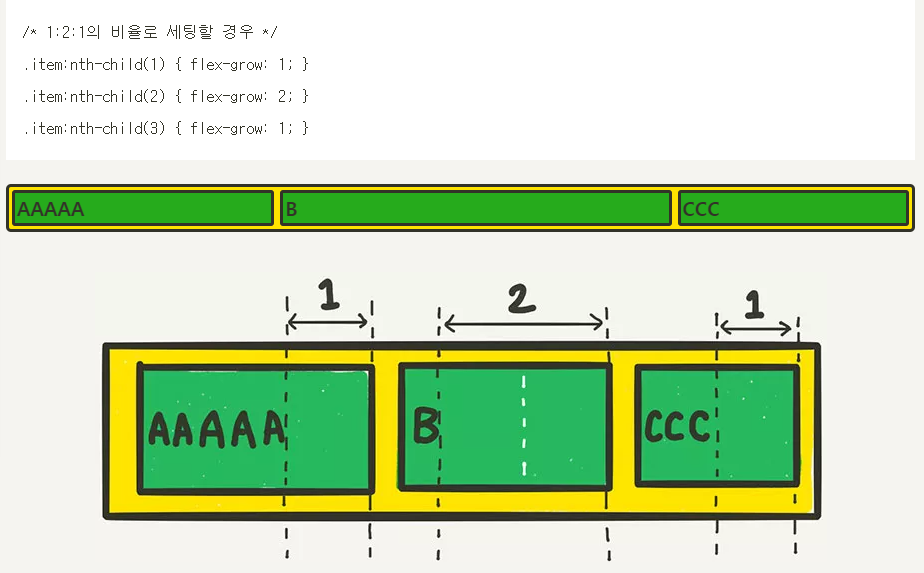 /* 1:2:1의 비율로 세팅할 경우 */
.item:nth-child(1) { flex-grow: 1; }
.item:nth-child(2) { flex-grow: 2; }
.item:nth-child(3) { flex-grow: 1; }
AAAAA B CCC
1 2 1
AAAAA B CCC